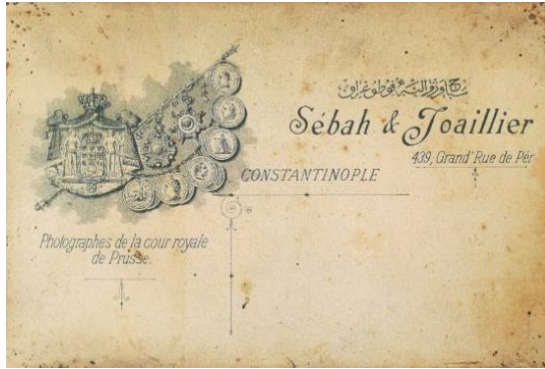 Sébah & Joaillier
439, Grand'Rue de Pér
CONSTANTINOPLE
Photographes de la cour royale
de Prusse.